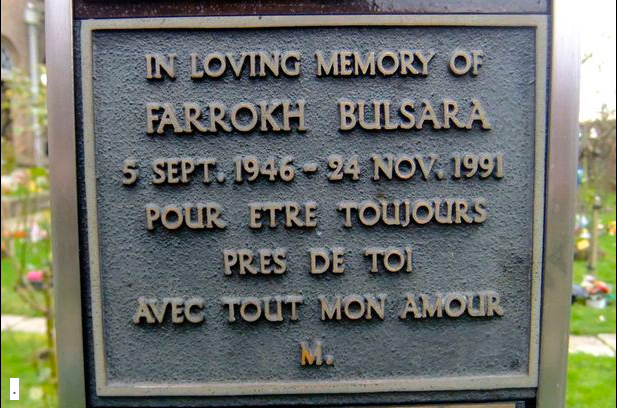 IN LOVING MEMORY OF
FARROKH BULSARA
5 SEPT. 1946 - 24 NOV. 1991
POUR ETRE TOUJOURS
PRES DE TOI
AVEC TOUT MON AMOUR
M.